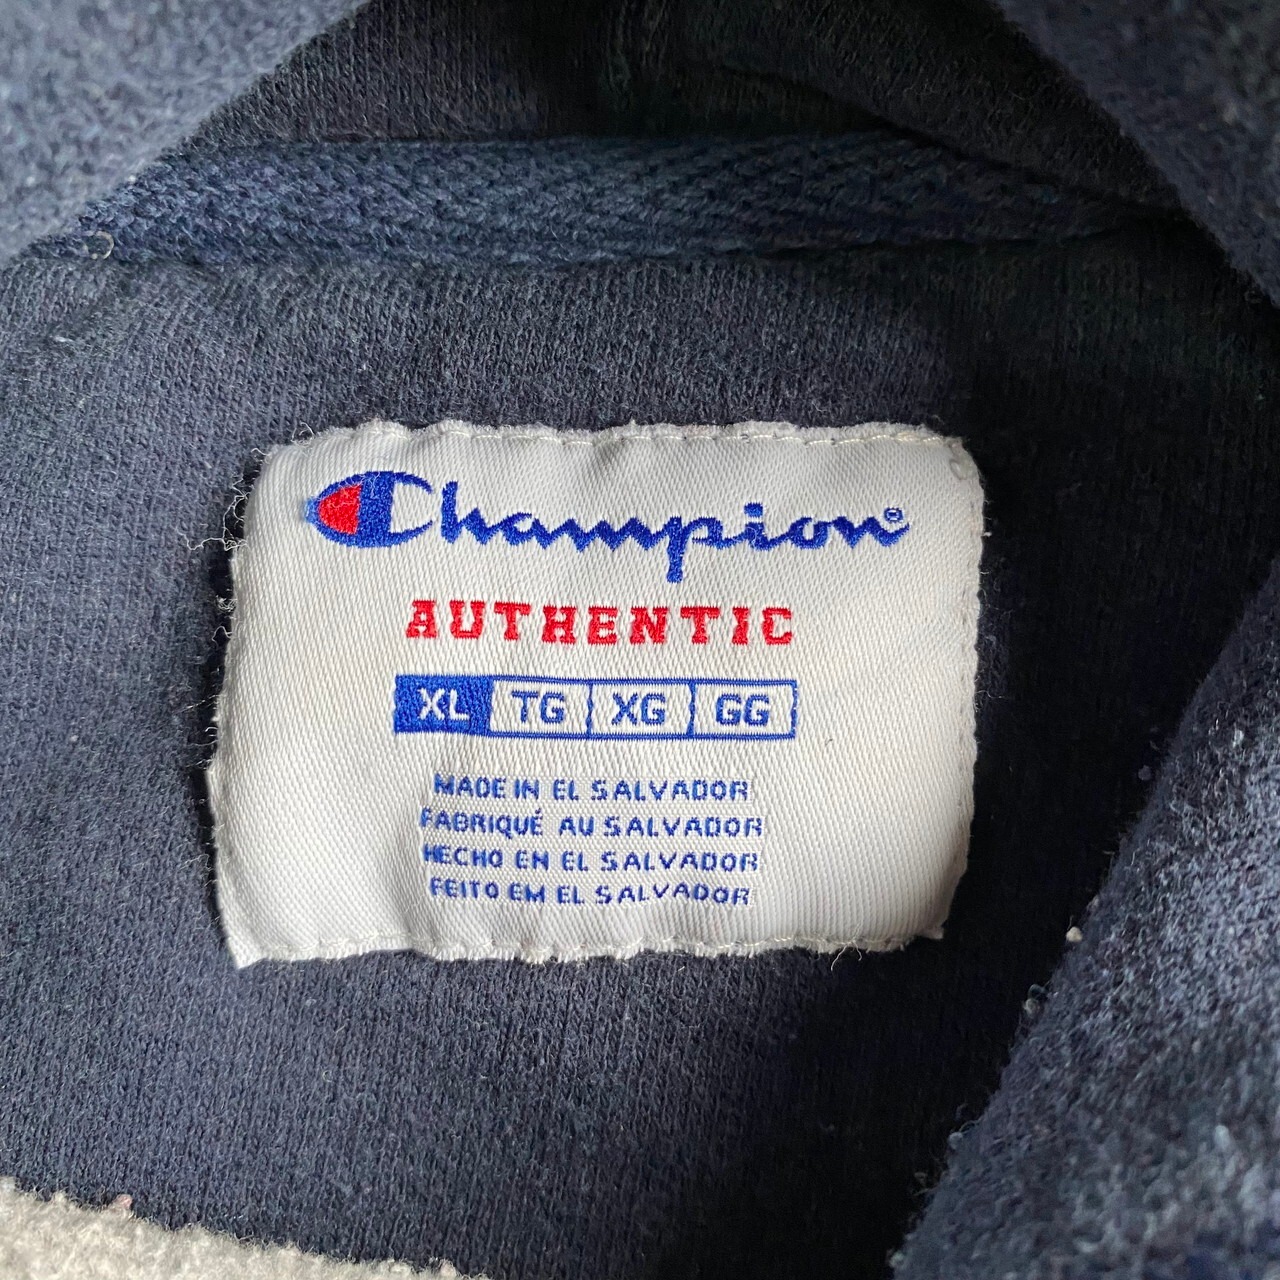 Champion®
AUTHENTIC
XL TG XG GG
MADE IN EL SALVADOR
FABRIQUÉ AU SALVADOR
HECHO EN EL SALVADOR
FEITO EM EL SALVADOR